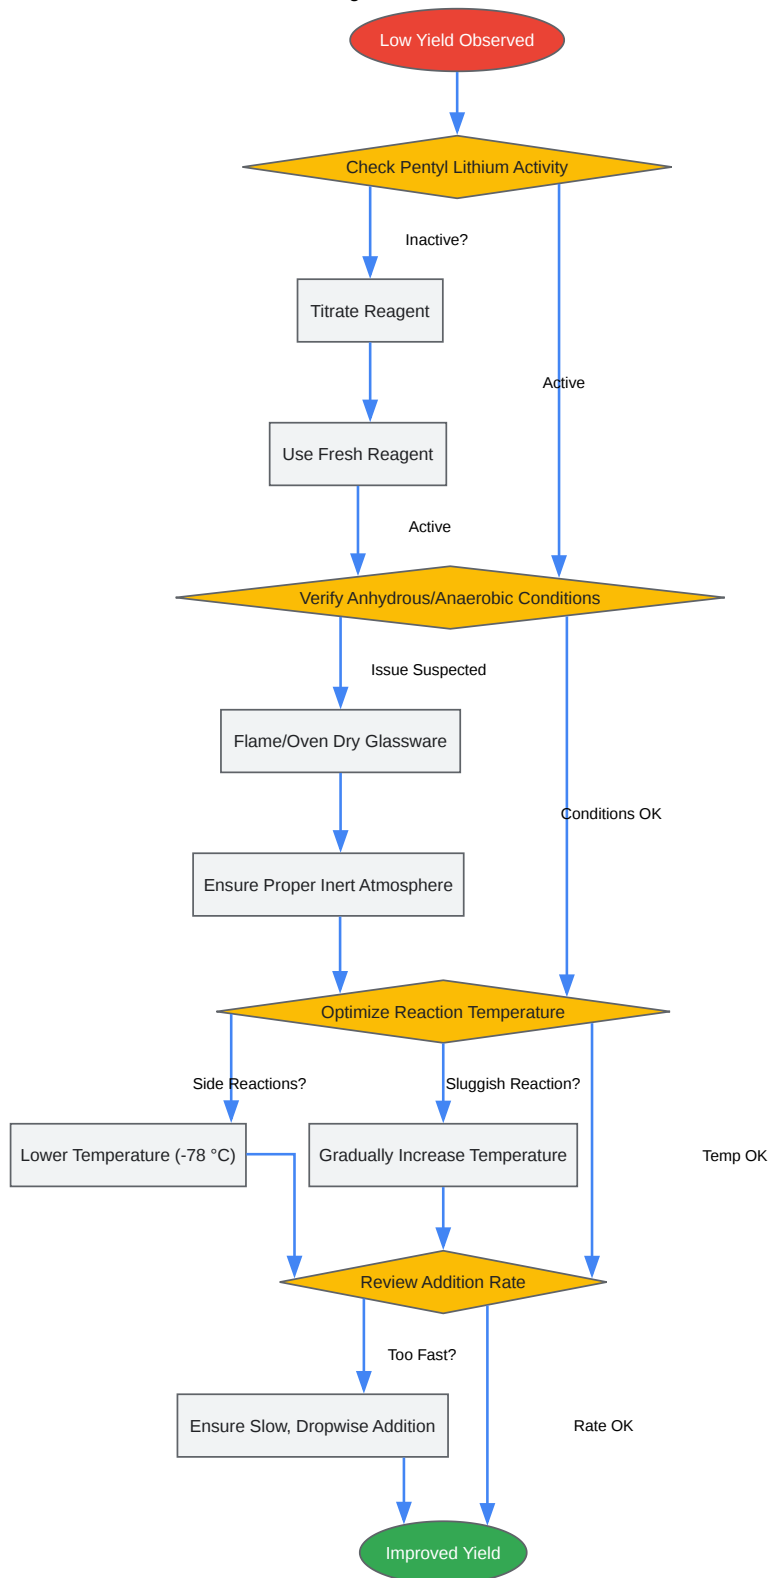 Low Yield Observed
Check Pentyl Lithium Activity
Inactive?
Titrate Reagent
Active
Use Fresh Reagent
Active
Verify Anhydrous/Anaerobic Conditions
Issue Suspected
Flame/Oven Dry Glassware
Conditions OK
Ensure Proper Inert Atmosphere
Optimize Reaction Temperature
Side Reactions?
Sluggish Reaction?
Lower Temperature (-78 °C)
Gradually Increase Temperature
Temp OK
Review Addition Rate
Too Fast?
Ensure Slow, Dropwise Addition
Rate OK
Improved Yield